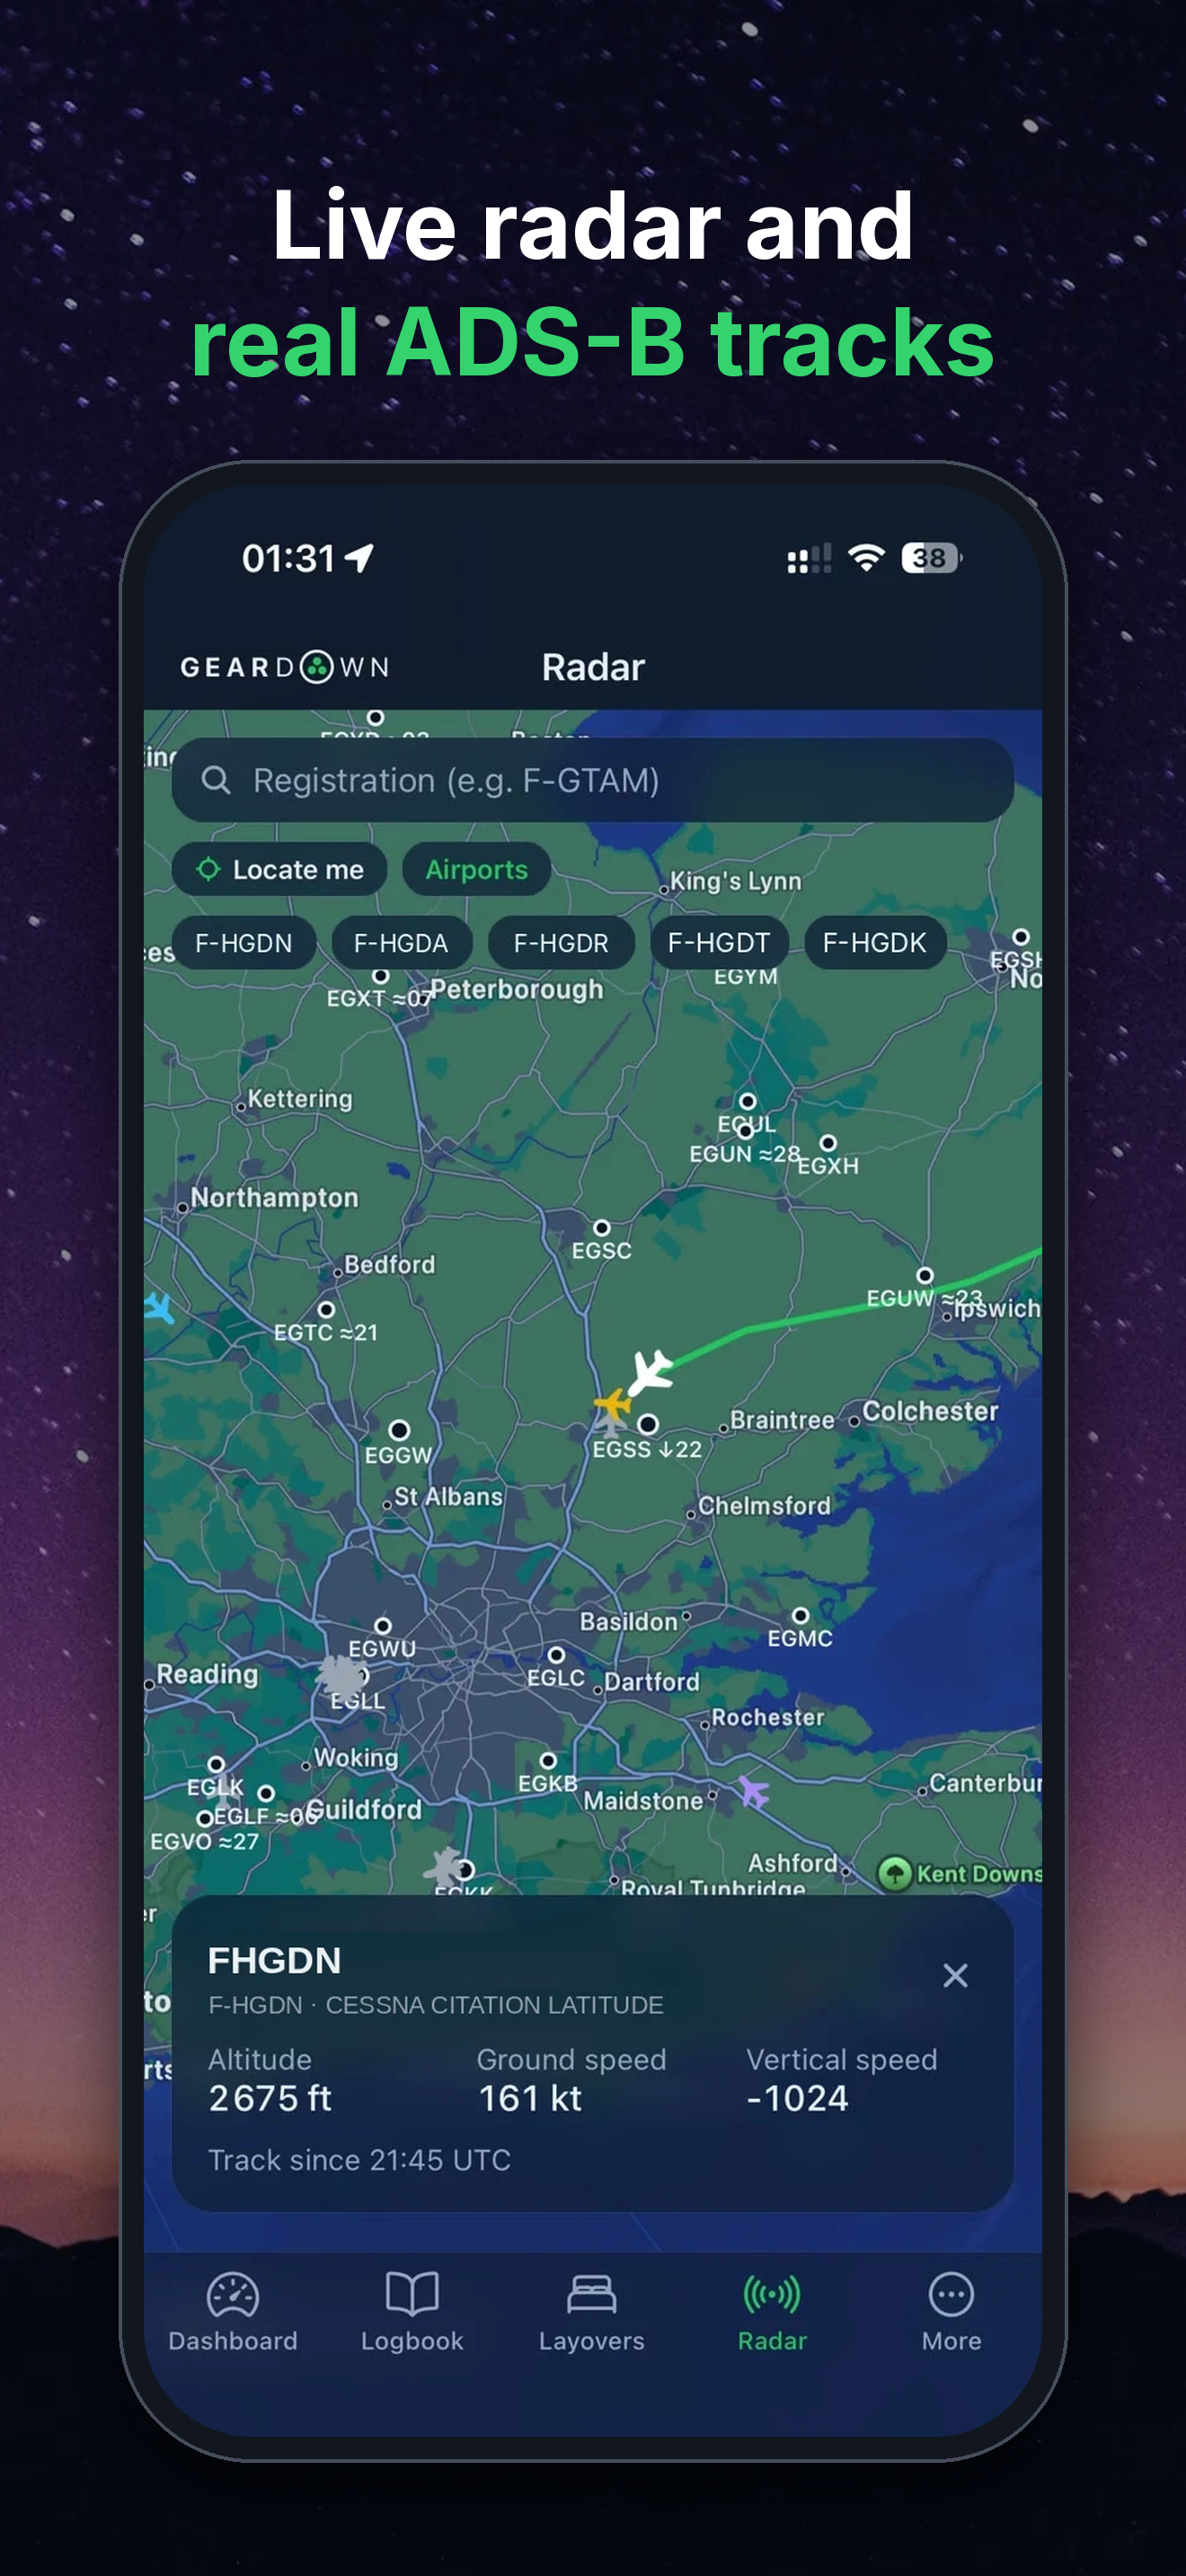 Live radar and
real ADS-B tracks
01:31
38
GEARDOWN
Radar
Registration (e.g. F-GTAM)
Locate me
Airports
King's Lynn
F-HGDN
F-HGDA
F-HGDR
F-HGDT
F-HGDK
EGYM
EGXT ≈07
Peterborough
Kettering
EGUL
EGUN ≈28
EGXH
Northampton
EGSC
Bedford
EGUW ≈23
Ipswich
EGTC ≈21
Colchester
Braintree
EGSS ↓22
EGGW
St Albans
Chelmsford
Basildon
EGMC
EGWU
Reading
EGLC
Dartford
EGLL
Rochester
Woking
EGKB
EGLK
Canterbur
Maidstone
EGLF ≈06
Guildford
EGVO ≈27
Ashford
Kent Downs
Royal Tunbridge
FHGDN
F-HGDN · CESSNA CITATION LATITUDE
Altitude
Ground speed
Vertical speed
2675 ft
161 kt
-1024
Track since 21:45 UTC
Dashboard
Logbook
Layovers
Radar
More